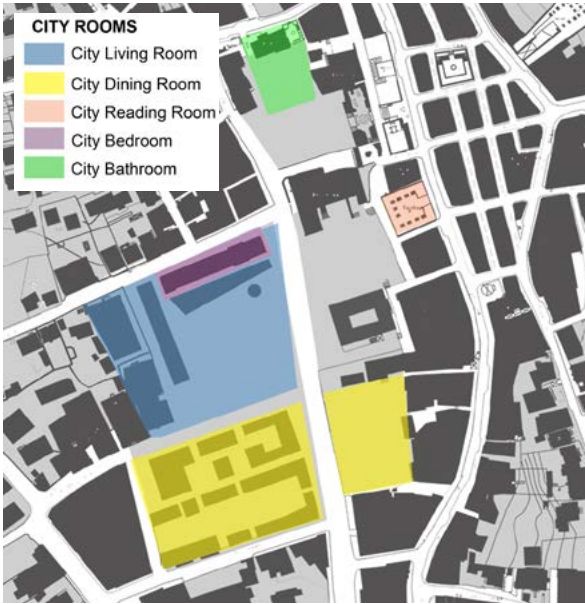 CITY ROOMS
City Living Room
City Dining Room
City Reading Room
City Bedroom
City Bathroom